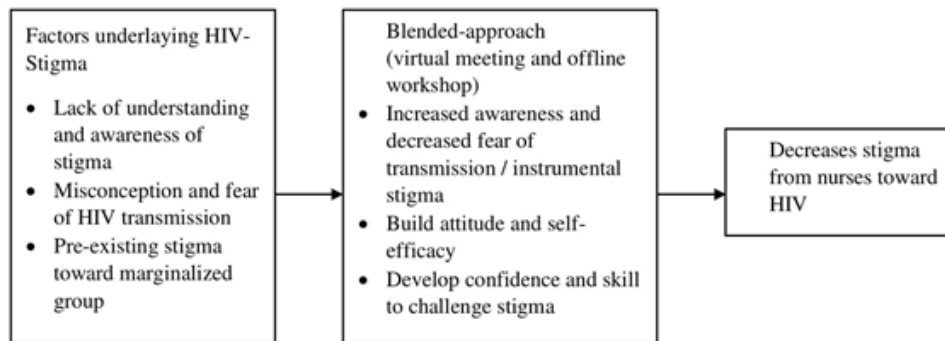 Factors underlaying HIV-
Stigma
• Lack of understanding
and awareness of
stigma
• Misconception and fear
of HIV transmission
• Pre-existing stigma
toward marginalized
group
Blended-approach
(virtual meeting and offline
workshop)
• Increased awareness and
decreased fear of
transmission / instrumental
stigma
• Build attitude and self-
efficacy
• Develop confidence and skill
to challenge stigma
Decreases stigma
from nurses toward
HIV